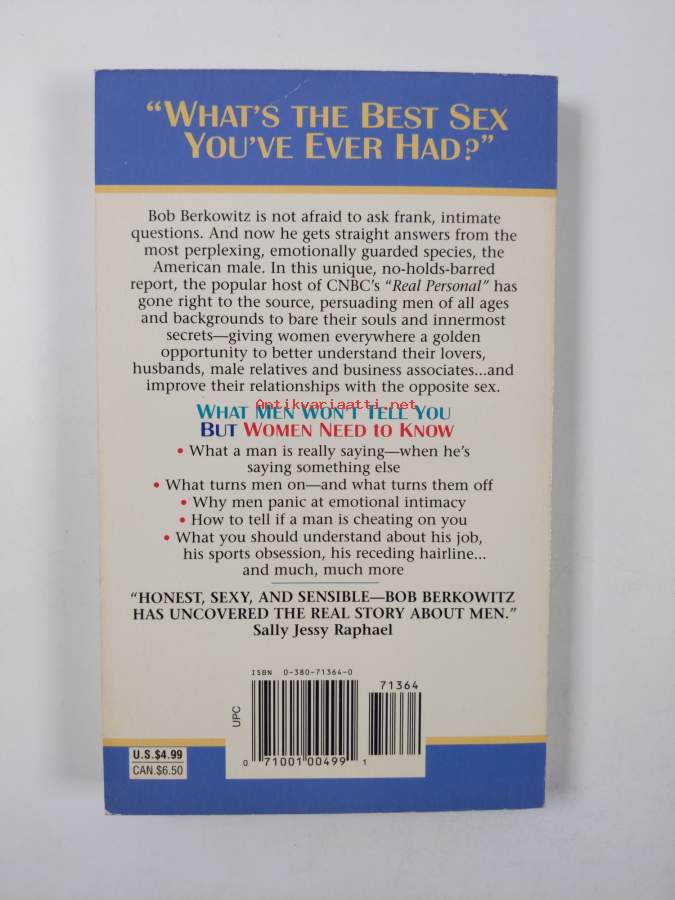 “WHAT'S THE BEST SEX
YOU'VE EVER HAD?”
Bob Berkowitz is not afraid to ask frank, intimate
questions. And now he gets straight answers from the
most perplexing, emotionally guarded species, the
American male. In this unique, no-holds-barred
report, the popular host of CNBC's “Real Personal” has
gone right to the source, persuading men of all ages
and backgrounds to bare their souls and innermost
secrets—giving women everywhere a golden
opportunity to better understand their lovers,
husbands, male relatives and business associates...and
improve their relationships with the opposite sex.
Antikvariaatti.net
WHAT MEN WON'T TELL YOU
BUT WOMEN NEED to KNOW
• What a man is really saying—when he's
saying something else
• What turns men on—and what turns them off
• Why men panic at emotional intimacy
• How to tell if a man is cheating on you
• What you should understand about his job,
his sports obsession, his receding hairline...
and much, much more
“HONEST, SEXY, AND SENSIBLE—BOB BERKOWITZ
HAS UNCOVERED THE REAL STORY ABOUT MEN.”
Sally Jessy Raphael
ISBN 0-380-71364-0
71364
UPC
0 71001 00499 1
U.S.$4.99
CAN.$6.50